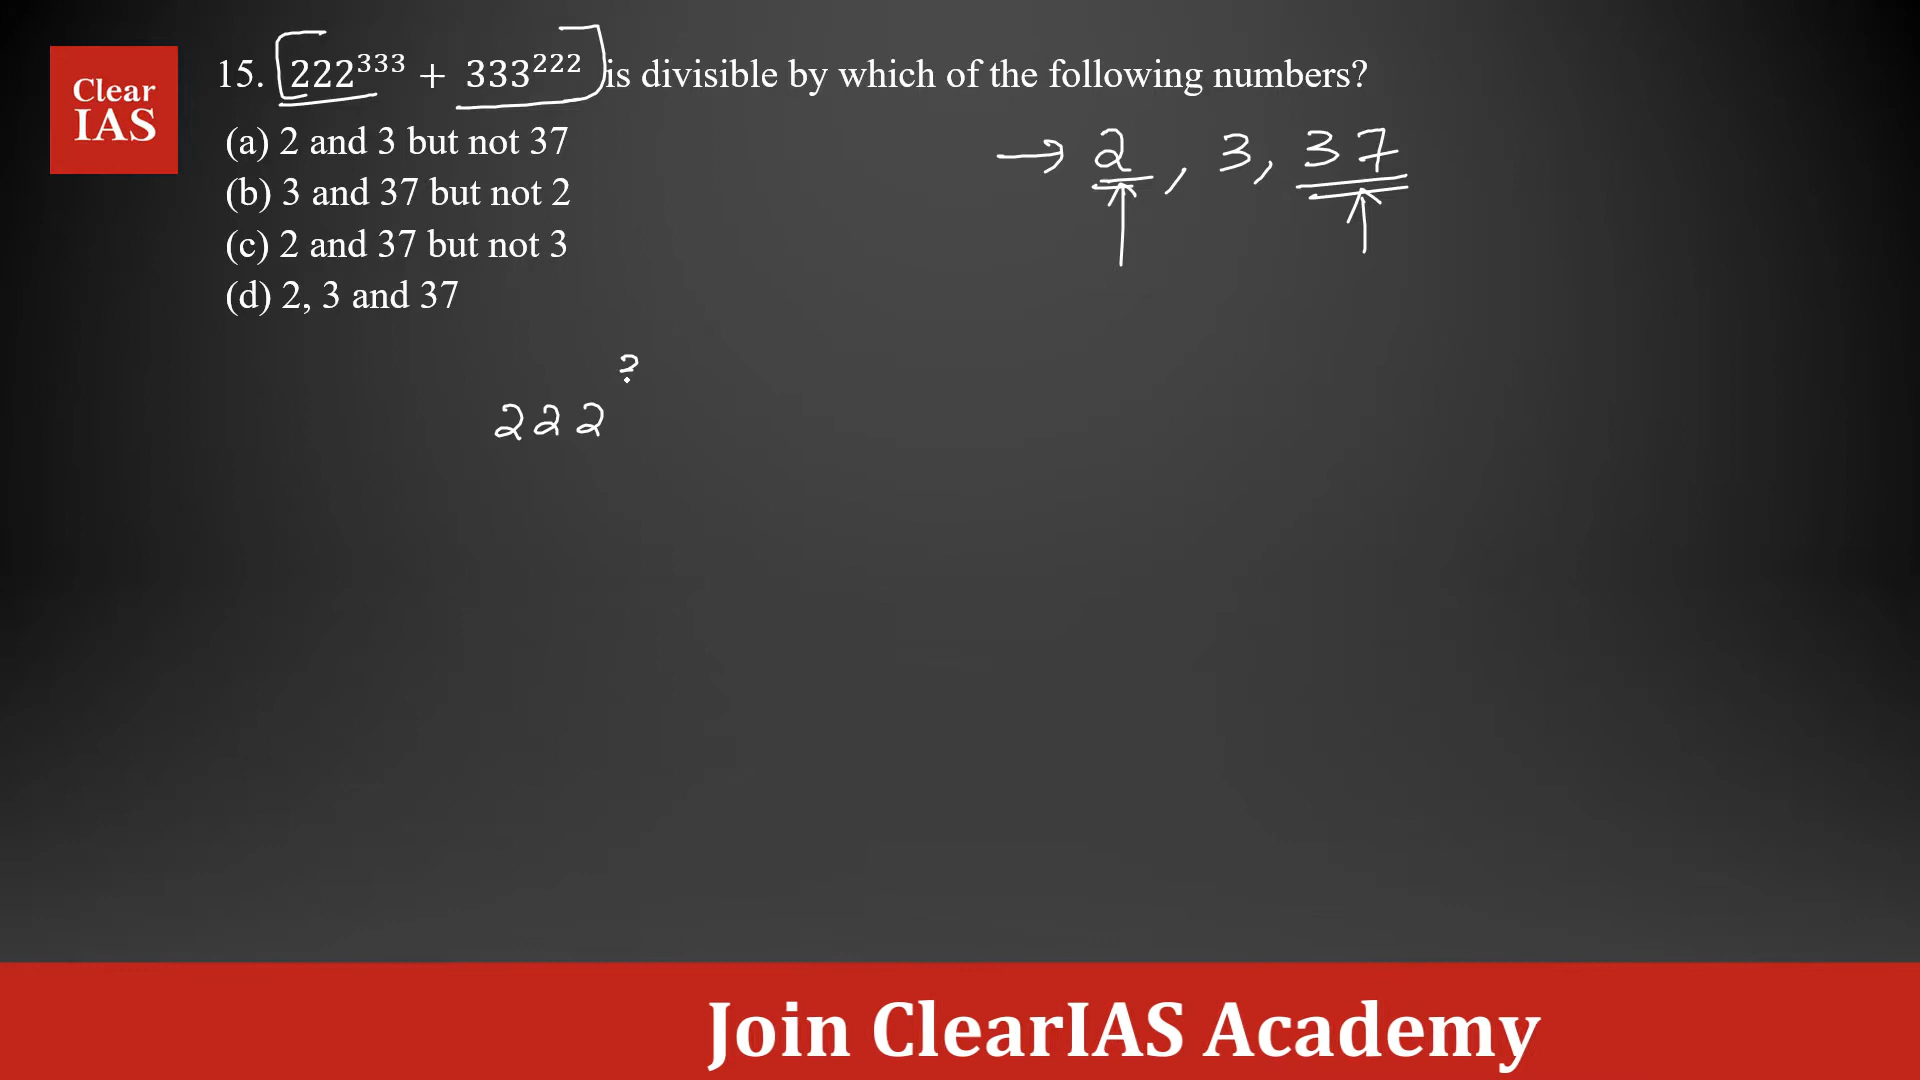 Clear
IAS
15. 222³³³ + 333²²² is divisible by which of the following numbers?
(a) 2 and 3 but not 37
(b) 3 and 37 but not 2
(c) 2 and 37 but not 3
(d) 2, 3 and 37
→ 2, 3, 37
222^?
Join ClearIAS Academy